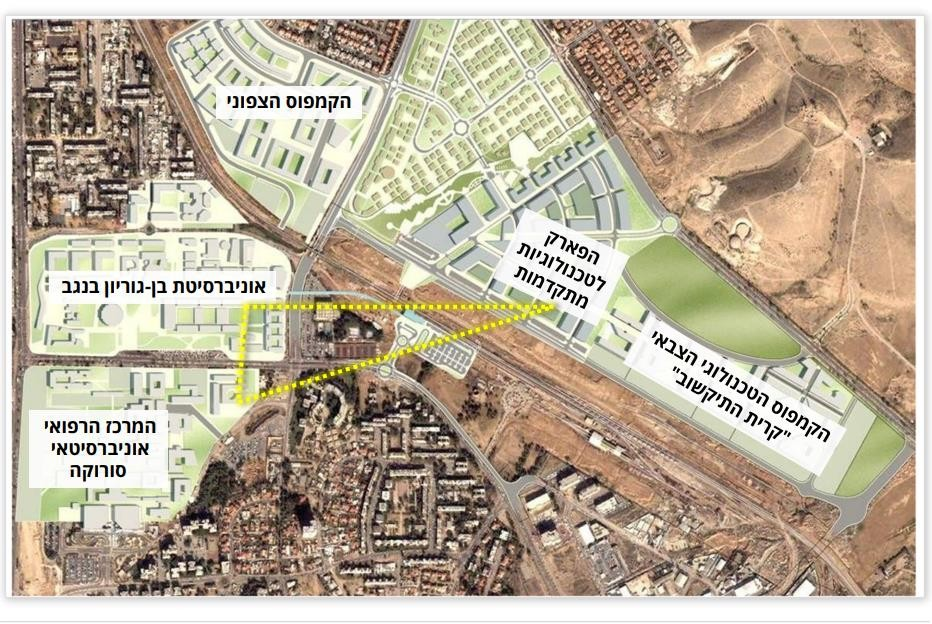 הקמפוס הצפוני
אוניברסיטת בן-גוריון בנגב
הפארק
לטכנולוגיות
מתקדמות
הקמפוס הטכנולוגי הצבאי
"קרית התיקשוב"
המרכז הרפואי
אוניברסיטאי
סורוקה